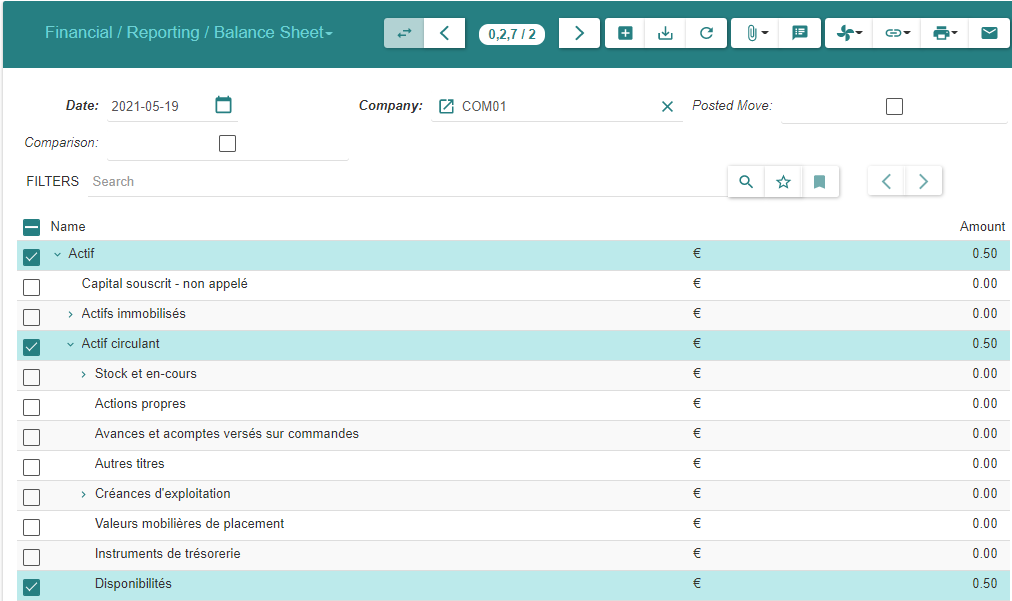 Financial / Reporting / Balance Sheet
0,2,7 / 2
Date: 2021-05-19 Company: COM01 Posted Move:
Comparison:
FILTERS Search
Name Amount
Actif € 0.50
Capital souscrit - non appelé € 0.00
Actifs immobilisés € 0.00
Actif circulant € 0.50
Stock et en-cours € 0.00
Actions propres € 0.00
Avances et acomptes versés sur commandes € 0.00
Autres titres € 0.00
Créances d'exploitation € 0.00
Valeurs mobilières de placement € 0.00
Instruments de trésorerie € 0.00
Disponibilités € 0.50